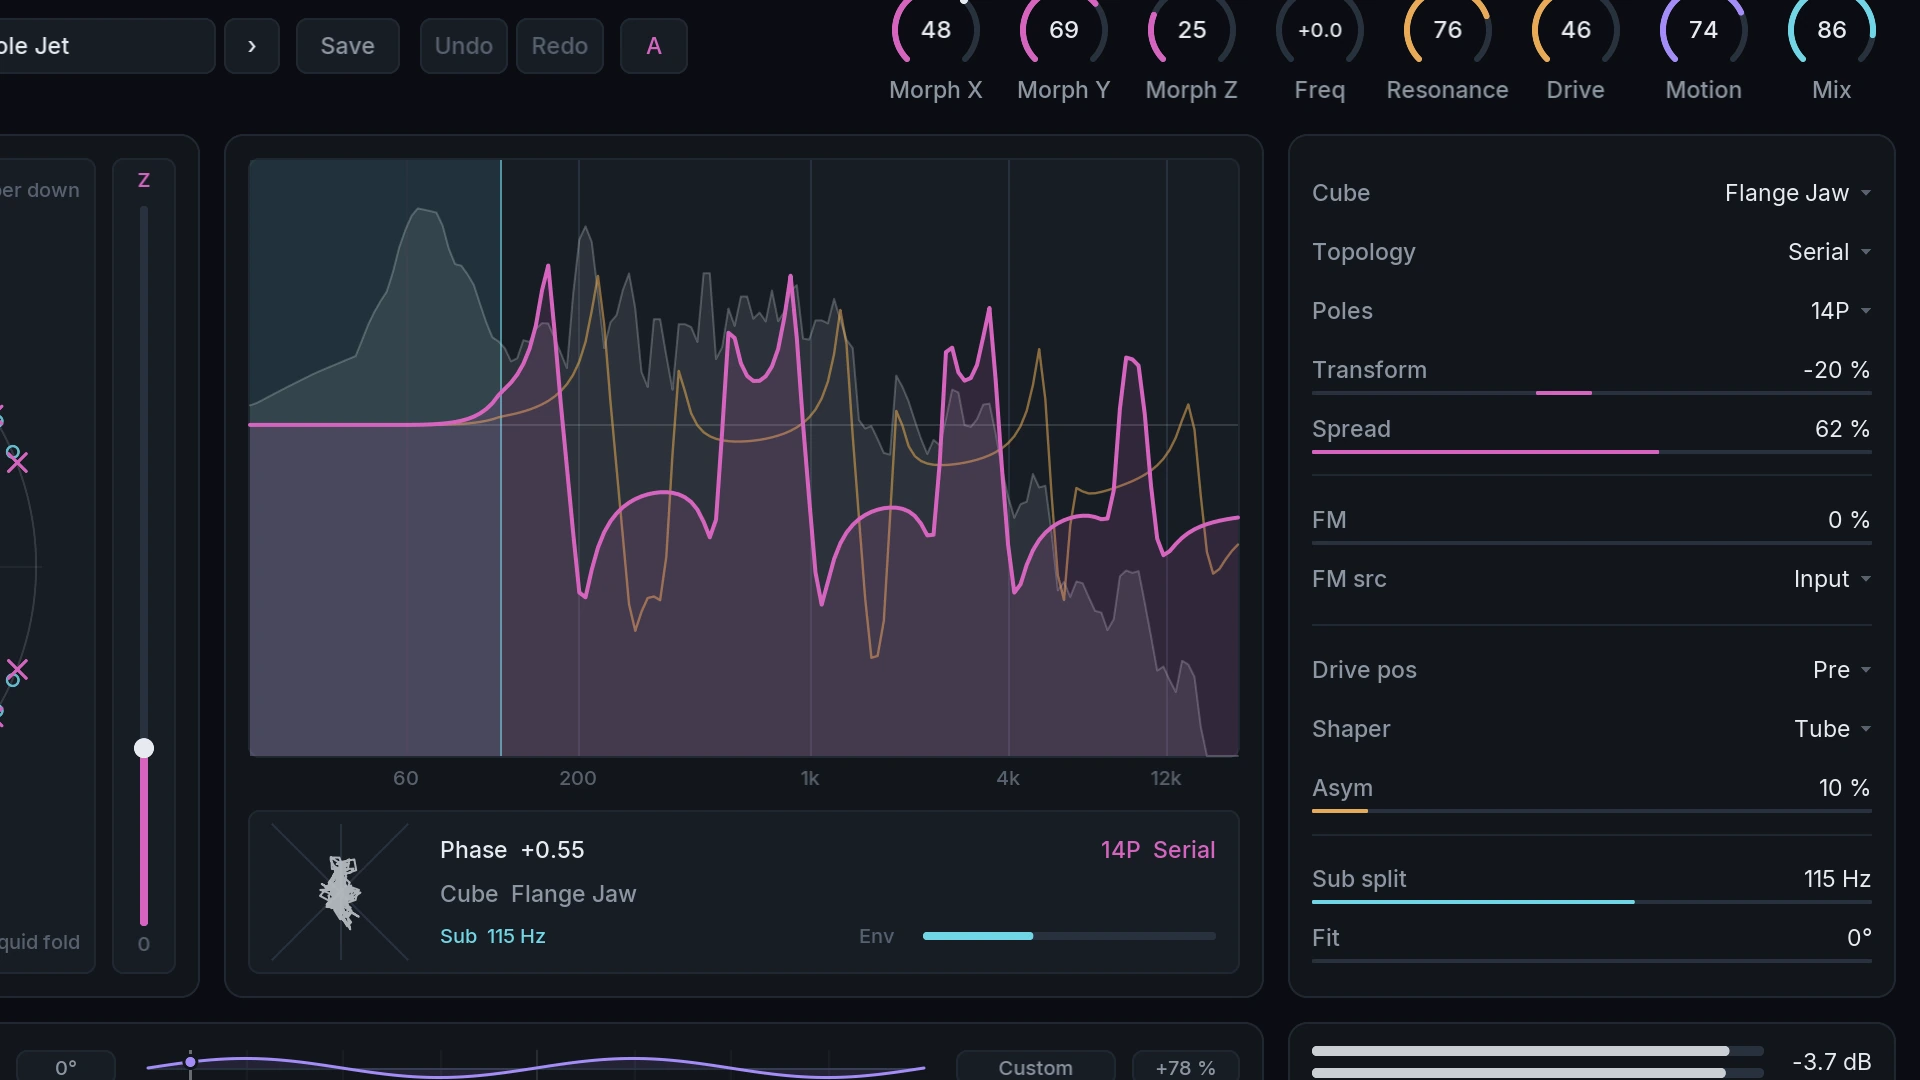 ole Jet
›
Save
Undo
Redo
A
48
69
25
+0.0
76
46
74
86
Morph X
Morph Y
Morph Z
Freq
Resonance
Drive
Motion
Mix
er down
Z
quid fold
0
60
200
1k
4k
12k
Phase +0.55
14P Serial
Cube Flange Jaw
Sub 115 Hz
Env
Cube
Flange Jaw
Topology
Serial
Poles
14P
Transform
-20 %
Spread
62 %
FM
0 %
FM src
Input
Drive pos
Pre
Shaper
Tube
Asym
10 %
Sub split
115 Hz
Fit
0°
0°
Custom
+78 %
-3.7 dB